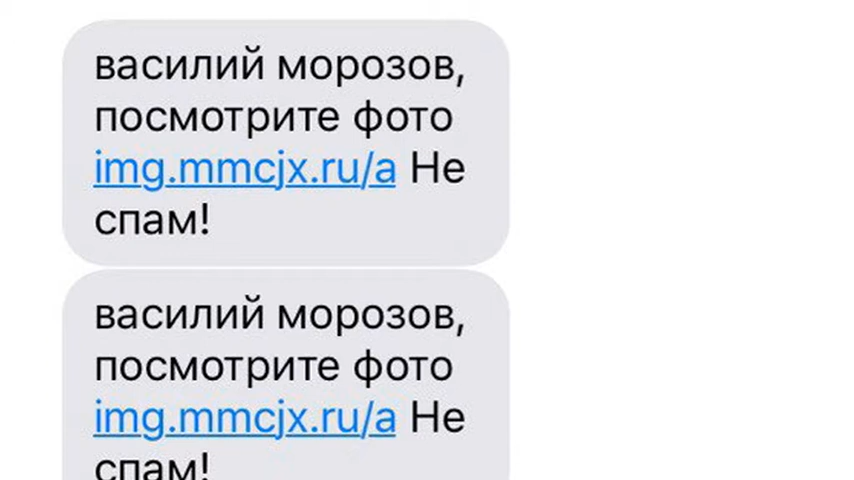 василий морозов,
посмотрите фото
img.mmcjx.ru/a Не
спам!
василий морозов,
посмотрите фото
img.mmcjx.ru/a Не
спам!